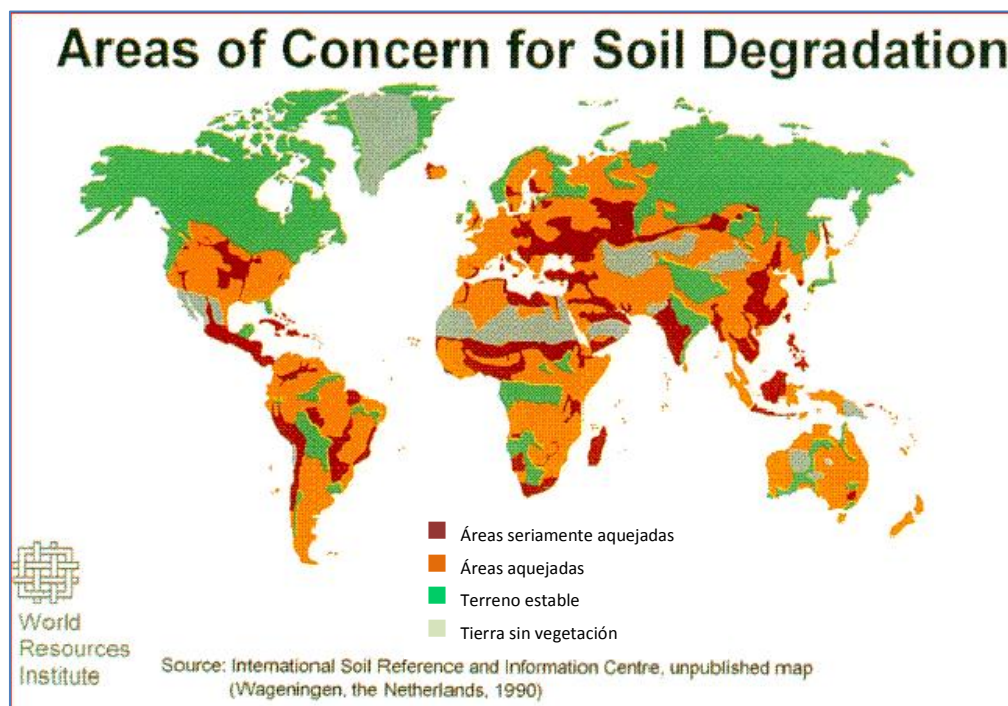 Areas of Concern for Soil Degradation
Áreas seriamente aquejadas
Áreas aquejadas
Terreno estable
Tierra sin vegetación
World
Resources
Institute
Source: International Soil Reference and Information Centre, unpublished map
(Wageningen, the Netherlands, 1990)